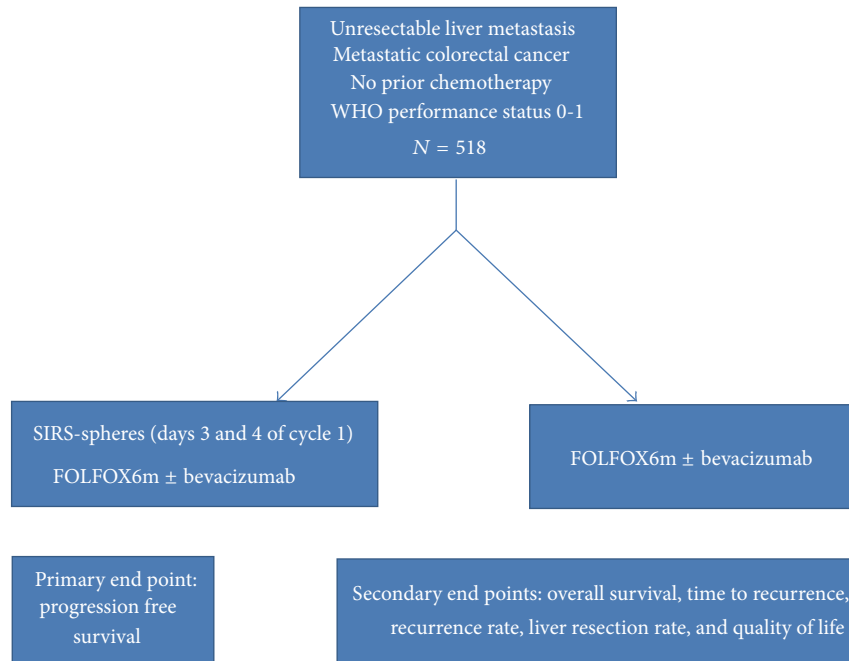 Unresectable liver metastasis
Metastatic colorectal cancer
No prior chemotherapy
WHO performance status 0-1
N = 518
SIRS-spheres (days 3 and 4 of cycle 1)
FOLFOX6m ± bevacizumab
FOLFOX6m ± bevacizumab
Primary end point:
progression free
survival
Secondary end points: overall survival, time to recurrence,
recurrence rate, liver resection rate, and quality of life